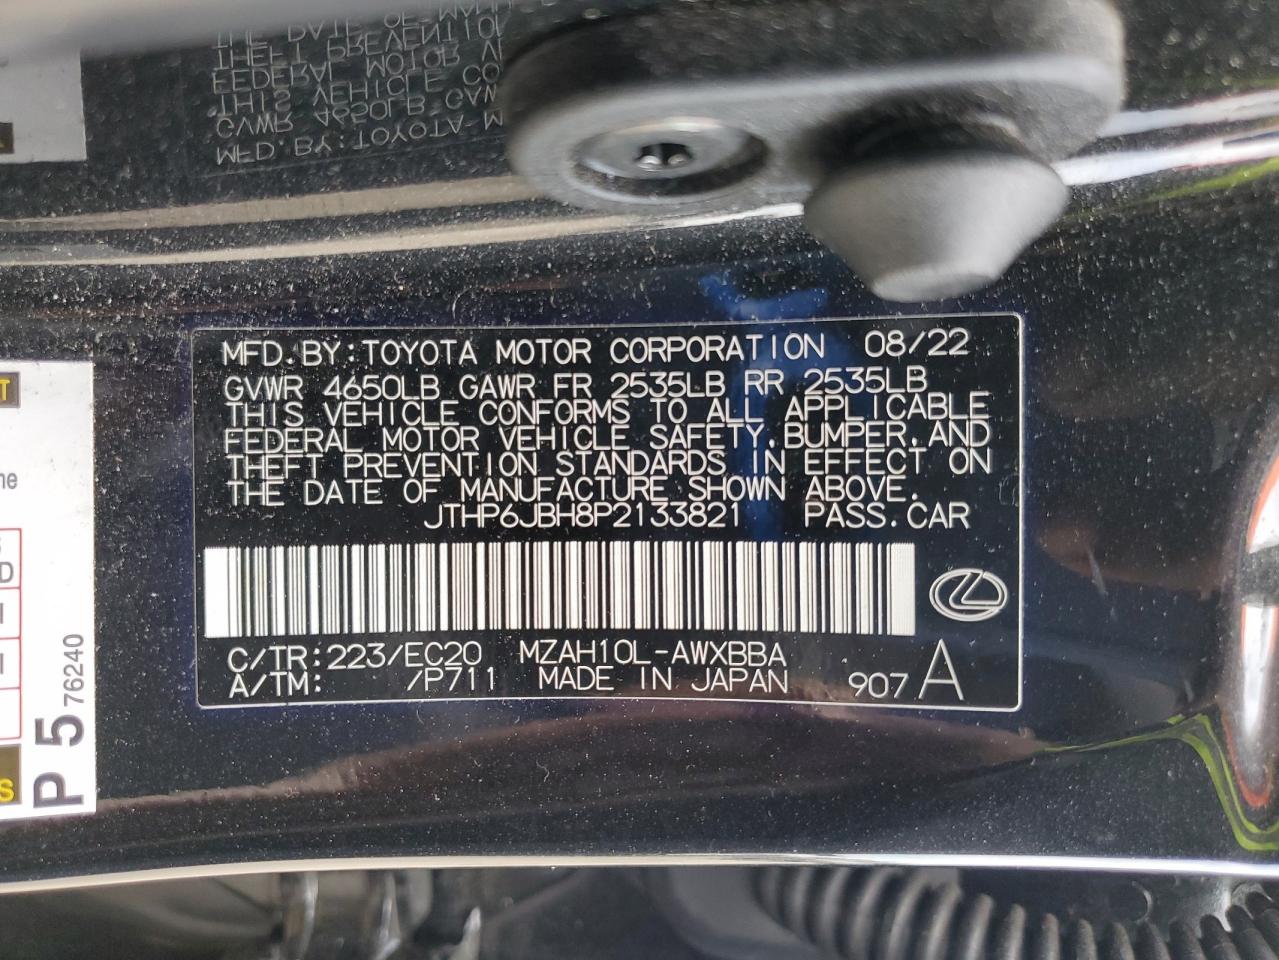 MFD. BY: TOYOTA MOTOR CORPORATION 08/22
GVWR 4650LB GAWR FR 2535LB RR 2535LB
THIS VEHICLE CONFORMS TO ALL APPLICABLE
FEDERAL MOTOR VEHICLE SAFETY, BUMPER, AND
THEFT PREVENTION STANDARDS IN EFFECT ON
THE DATE OF MANUFACTURE SHOWN ABOVE.
JTHP6JBH8P2133821 PASS. CAR
C/TR: 223/EC20 MZAH10L-AWXBBA
A/TM: /P711 MADE IN JAPAN 907 A
P 5 76240